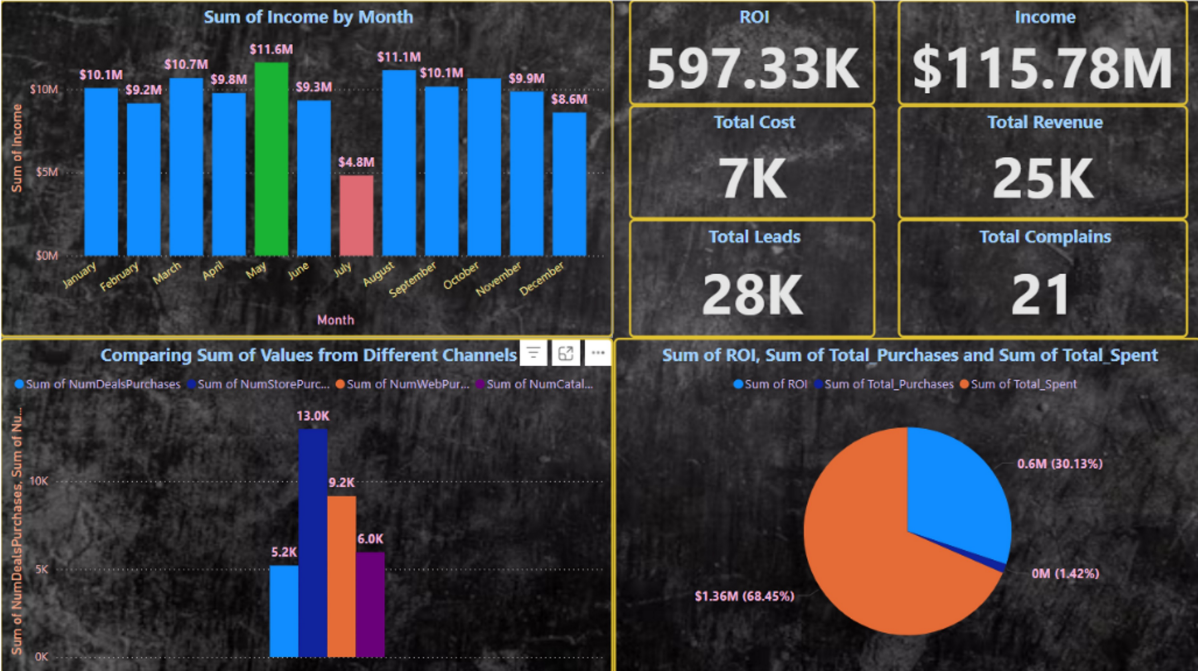 Sum of Income by Month
Sum of Income
$10M
$5M
$0M
$10.1M
$9.2M
$10.7M
$9.8M
$11.6M
$9.3M
$4.8M
$11.1M
$10.1M
$9.9M
$8.6M
January
February
March
April
May
June
July
August
September
October
November
December
Month
ROI
597.33K
Income
$115.78M
Total Cost
7K
Total Revenue
25K
Total Leads
28K
Total Complains
21
Comparing Sum of Values from Different Channels
Sum of NumDealsPurchases Sum of NumStorePurc... Sum of NumWebPur... Sum of NumCatal...
Sum of NumDealsPurchases, Sum of Nu...
10K
5K
0K
5.2K
13.0K
9.2K
6.0K
Sum of ROI, Sum of Total_Purchases and Sum of Total_Spent
Sum of ROI Sum of Total_Purchases Sum of Total_Spent
0.6M (30.13%)
0M (1.42%)
$1.36M (68.45%)